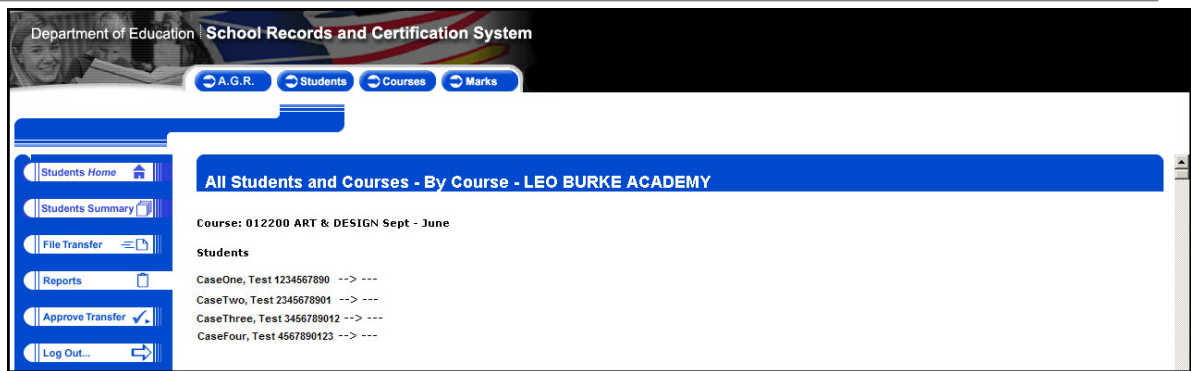 Department of Education School Records and Certification System
A.G.R. Students Courses Marks
Students Home
Students Summary
File Transfer
Reports
Approve Transfer
Log Out...
All Students and Courses - By Course - LEO BURKE ACADEMY
Course: 012200 ART & DESIGN Sept - June
Students
CaseOne, Test 1234567890 --> ---
CaseTwo, Test 2345678901 --> ---
CaseThree, Test 3456789012 --> ---
CaseFour, Test 4567890123 --> ---